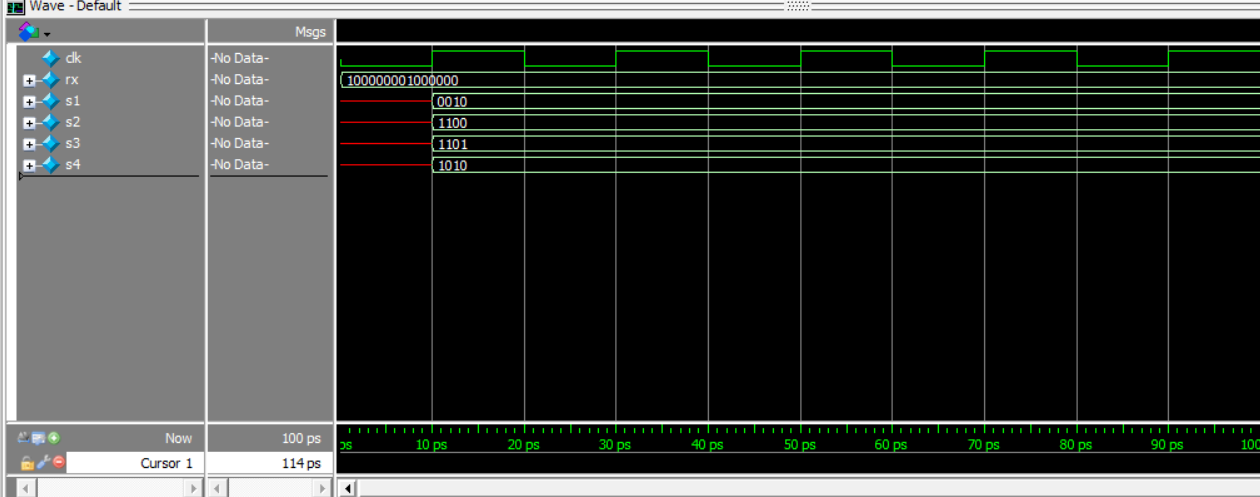 Wave - Default
Msgs
clk -No Data-
rx -No Data- 100000001000000
s1 -No Data- 0010
s2 -No Data- 1100
s3 -No Data- 1101
s4 -No Data- 1010
Now 100 ps
ps 10 ps 20 ps 30 ps 40 ps 50 ps 60 ps 70 ps 80 ps 90 ps 100
Cursor 1 114 ps